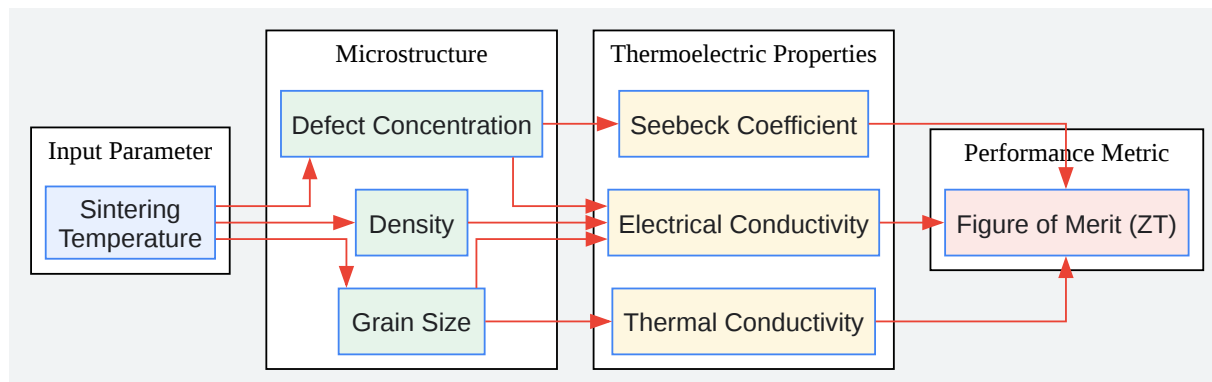 Input Parameter
Sintering
Temperature
Microstructure
Defect Concentration
Density
Grain Size
Thermoelectric Properties
Seebeck Coefficient
Electrical Conductivity
Thermal Conductivity
Performance Metric
Figure of Merit (ZT)